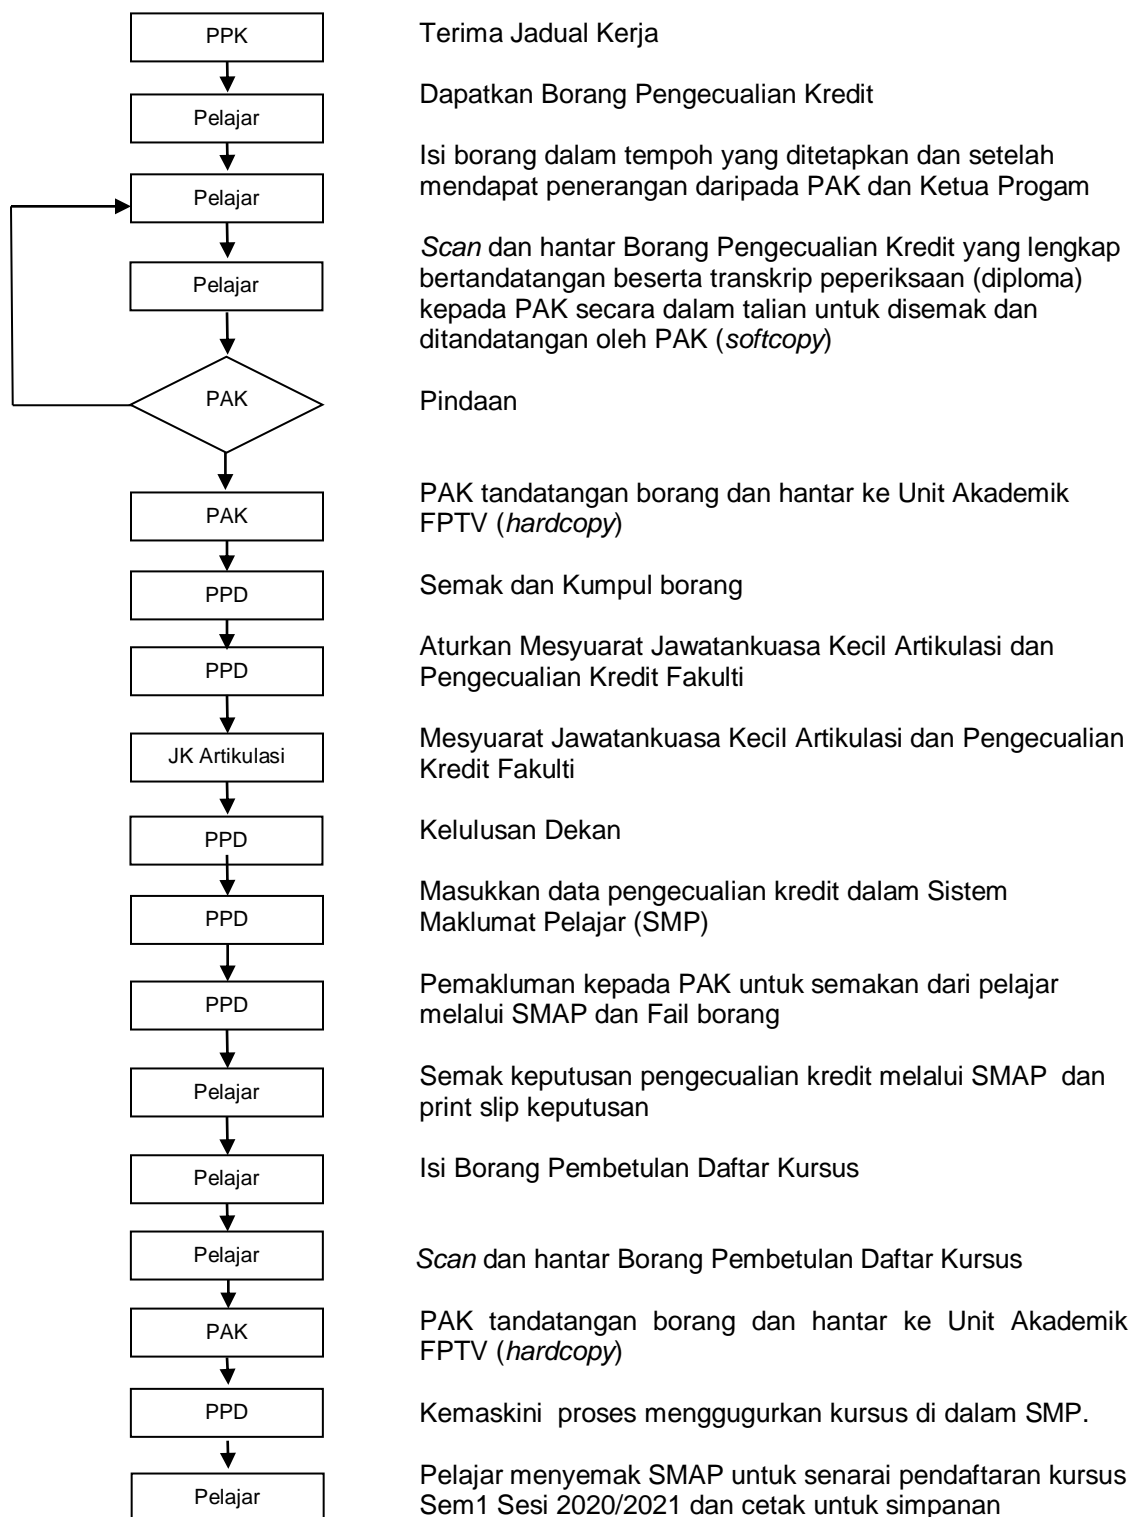 PPK
Terima Jadual Kerja
Pelajar
Dapatkan Borang Pengecualian Kredit
Pelajar
Isi borang dalam tempoh yang ditetapkan dan setelah
mendapat penerangan daripada PAK dan Ketua Progam
Pelajar
Scan dan hantar Borang Pengecualian Kredit yang lengkap
bertandatangan beserta transkrip peperiksaan (diploma)
kepada PAK secara dalam talian untuk disemak dan
ditandatangan oleh PAK (softcopy)
PAK
Pindaan
PAK
PAK tandatangan borang dan hantar ke Unit Akademik
FPTV (hardcopy)
PPD
Semak dan Kumpul borang
PPD
Aturkan Mesyuarat Jawatankuasa Kecil Artikulasi dan
Pengecualian Kredit Fakulti
JK Artikulasi
Mesyuarat Jawatankuasa Kecil Artikulasi dan Pengecualian
Kredit Fakulti
PPD
Kelulusan Dekan
PPD
Masukkan data pengecualian kredit dalam Sistem
Maklumat Pelajar (SMP)
PPD
Pemakluman kepada PAK untuk semakan dari pelajar
melalui SMAP dan Fail borang
Pelajar
Semak keputusan pengecualian kredit melalui SMAP dan
print slip keputusan
Pelajar
Isi Borang Pembetulan Daftar Kursus
Pelajar
Scan dan hantar Borang Pembetulan Daftar Kursus
PAK
PAK tandatangan borang dan hantar ke Unit Akademik
FPTV (hardcopy)
PPD
Kemaskini proses menggugurkan kursus di dalam SMP.
Pelajar
Pelajar menyemak SMAP untuk senarai pendaftaran kursus
Sem1 Sesi 2020/2021 dan cetak untuk simpanan